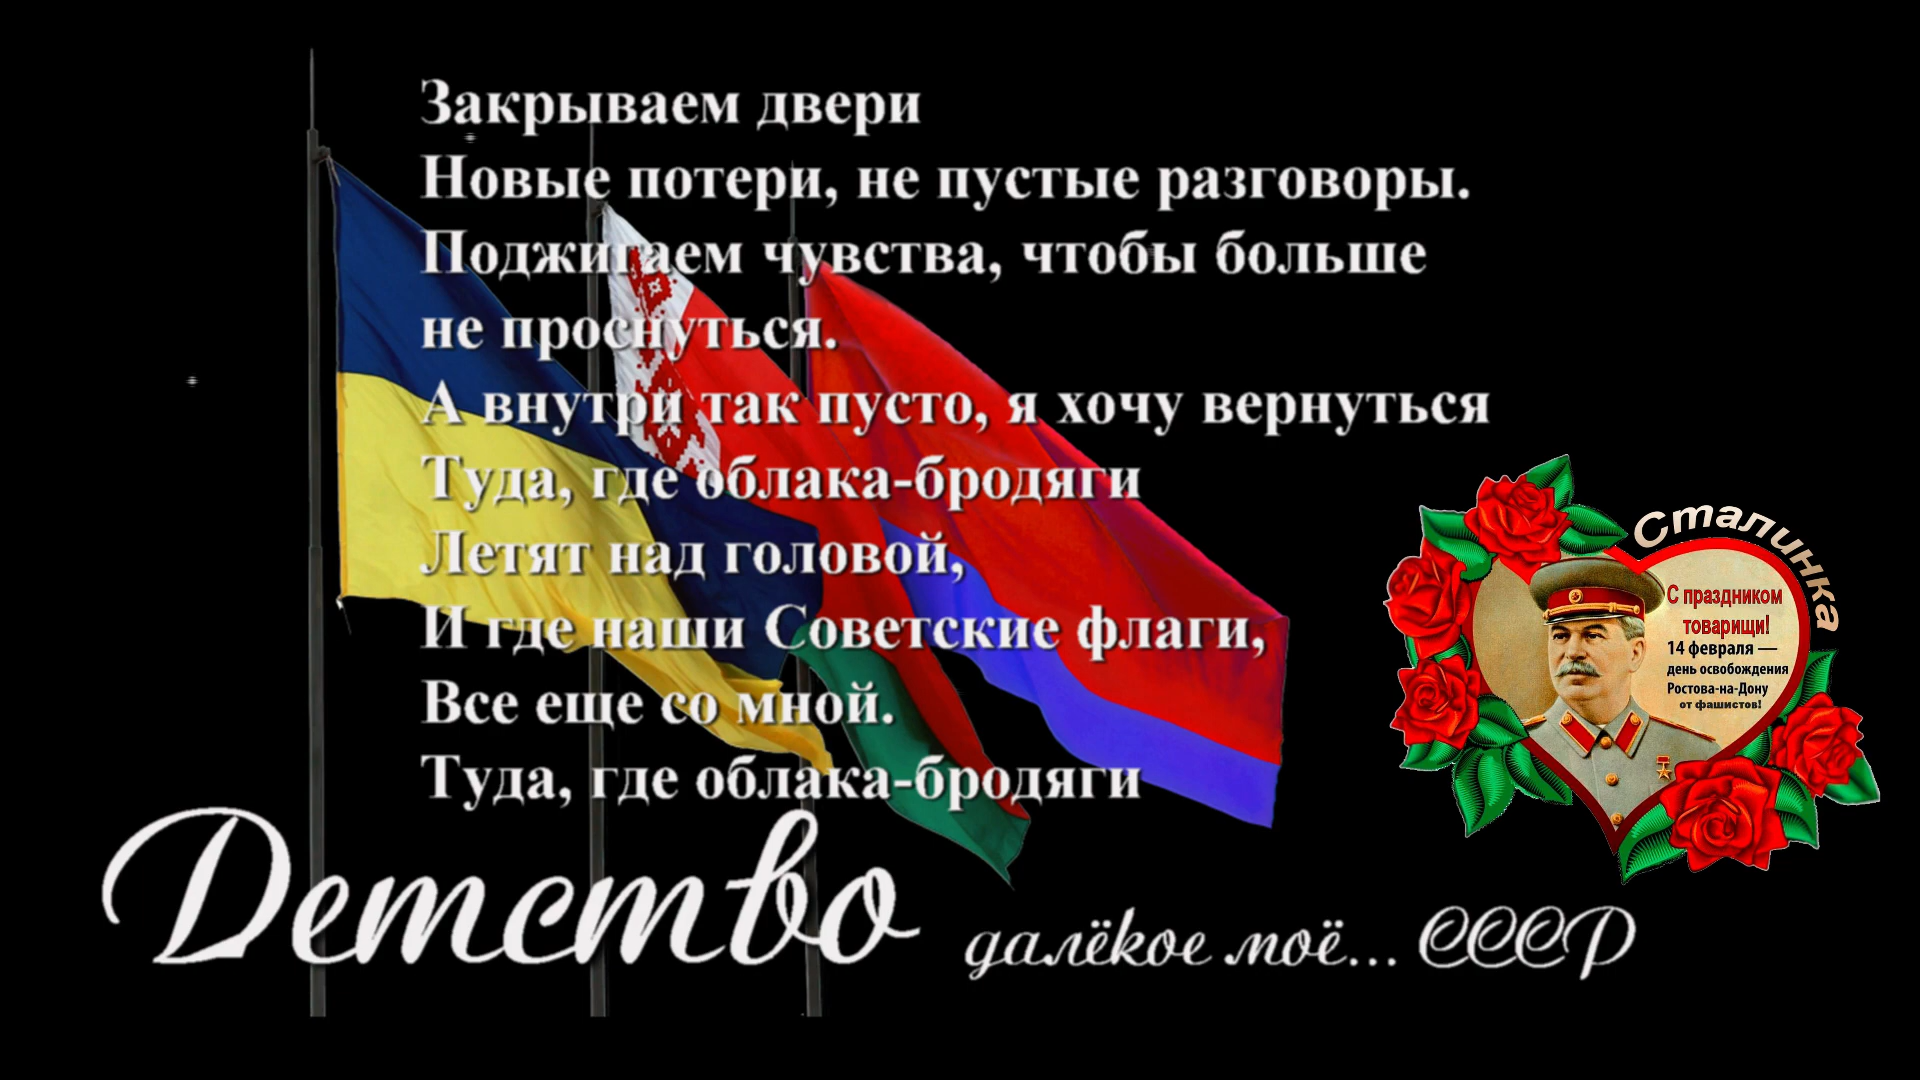 Закрываем двери
Новые потери, не пустые разговоры.
Поджигаем чувства, чтобы больше
не проснуться.
А внутри так пусто, я хочу вернуться
Туда, где облака-бродяги
Летят над головой,
И где наши Советские флаги,
Все еще со мной.
Туда, где облака-бродяги
Сталинка
С праздником
товарищи!
14 февраля —
день освобождения
Ростова-на-Дону
от фашистов!
Детство далёкое моё... СССР